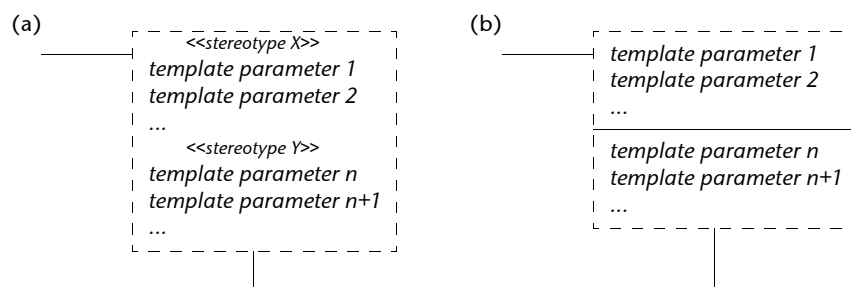 (a)
<<stereotype X>>
template parameter 1
template parameter 2
...
<<stereotype Y>>
template parameter n
template parameter n+1
...
(b)
template parameter 1
template parameter 2
...
template parameter n
template parameter n+1
...